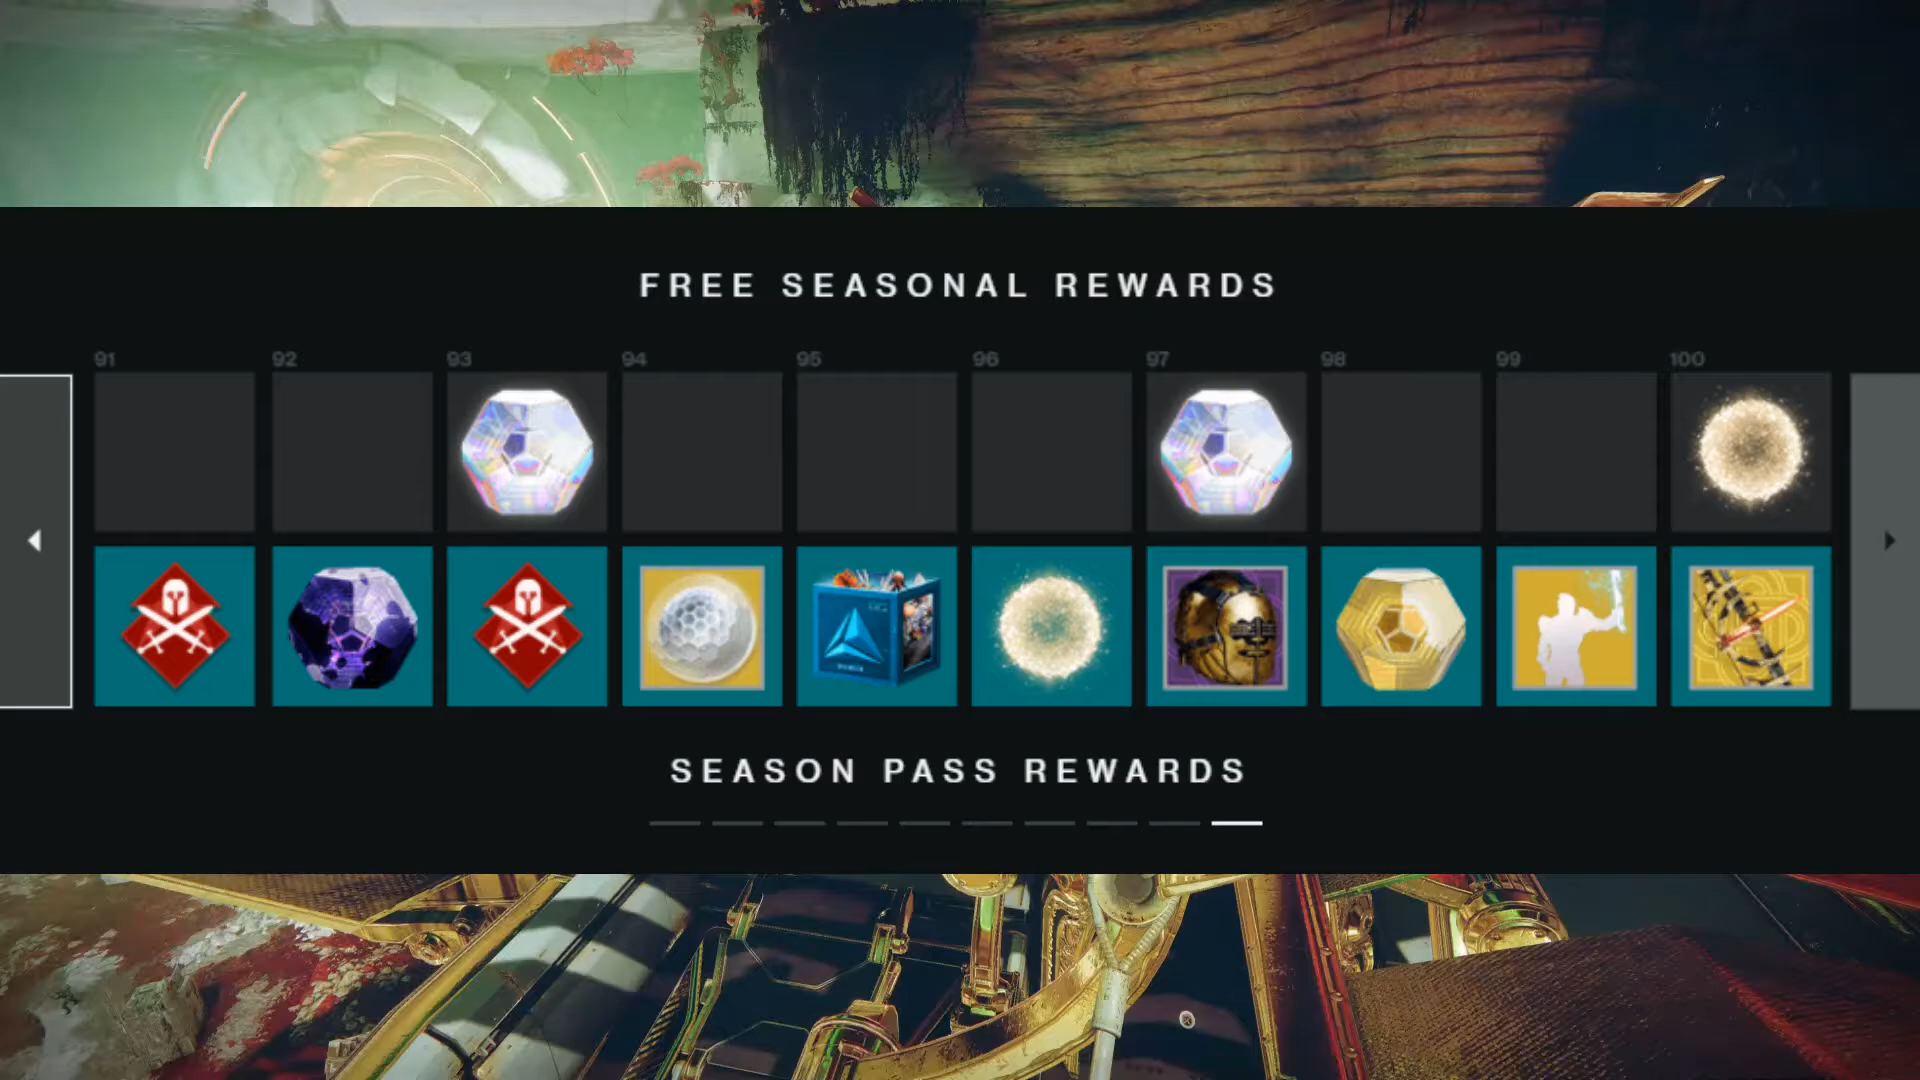 FREE SEASONAL REWARDS
91 92 93 94 95 96 97 98 99 100
SEASON PASS REWARDS